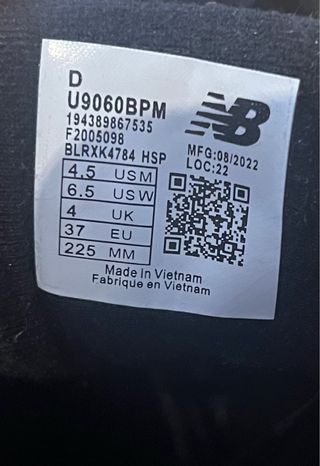 D
U9060BPM
194389867535
F2005098
BLRXK4784 HSP
NB
MFG:08/2022
LOC:22
4.5 USM
6.5 USW
4 UK
37 EU
225 MM
Made In Vietnam
Fabrique en Vietnam